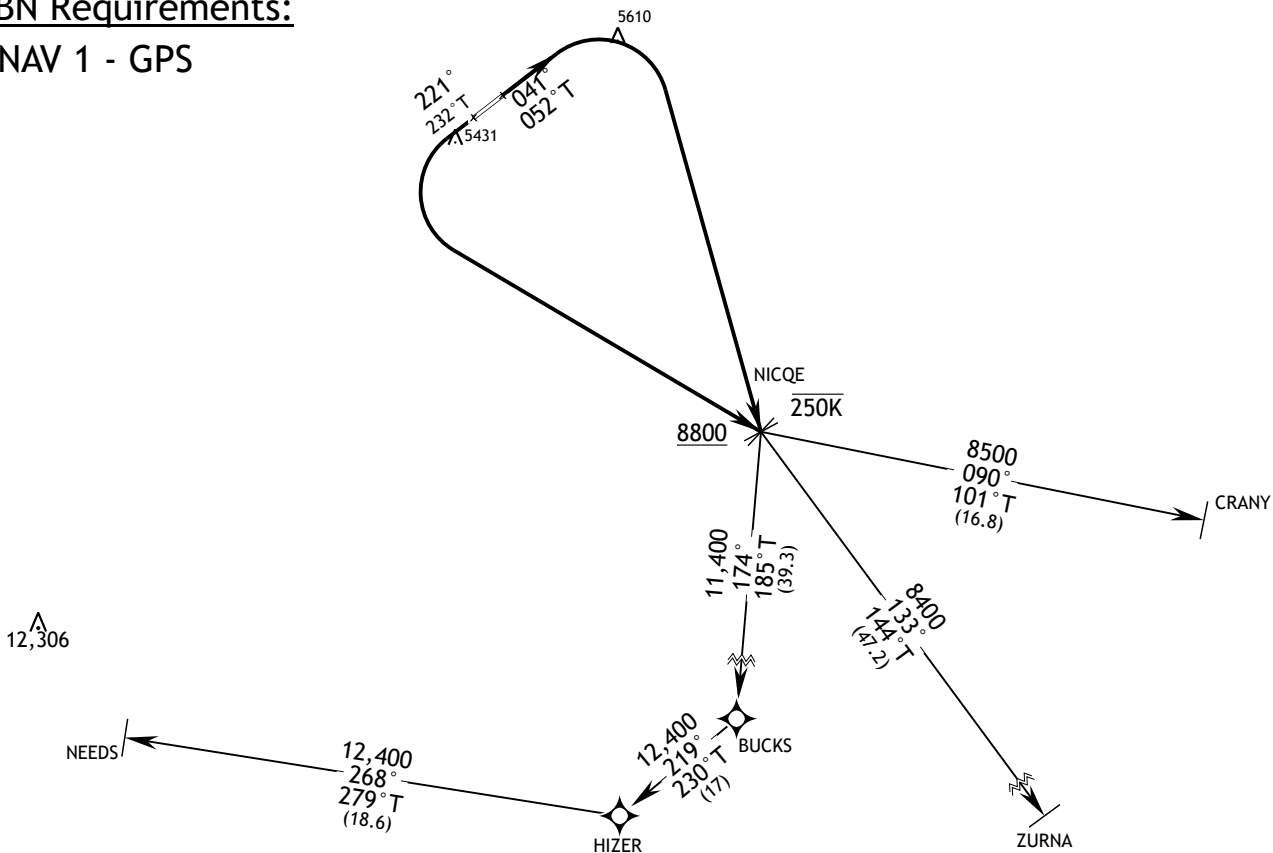 BN Requirements:
NAV 1 - GPS
5610
221°
232°T
041°
052°T
5431
NICQE
250K
8800
8500
090°
101°T
(16.8)
CRANY
11,400
174°
185°T
(39.3)
8400
133°
144°T
(47.2)
12,306
NEEDS
12,400
268°
279°T
(18.6)
12,400
219°
230°T
(17)
BUCKS
HIZER
ZURNA